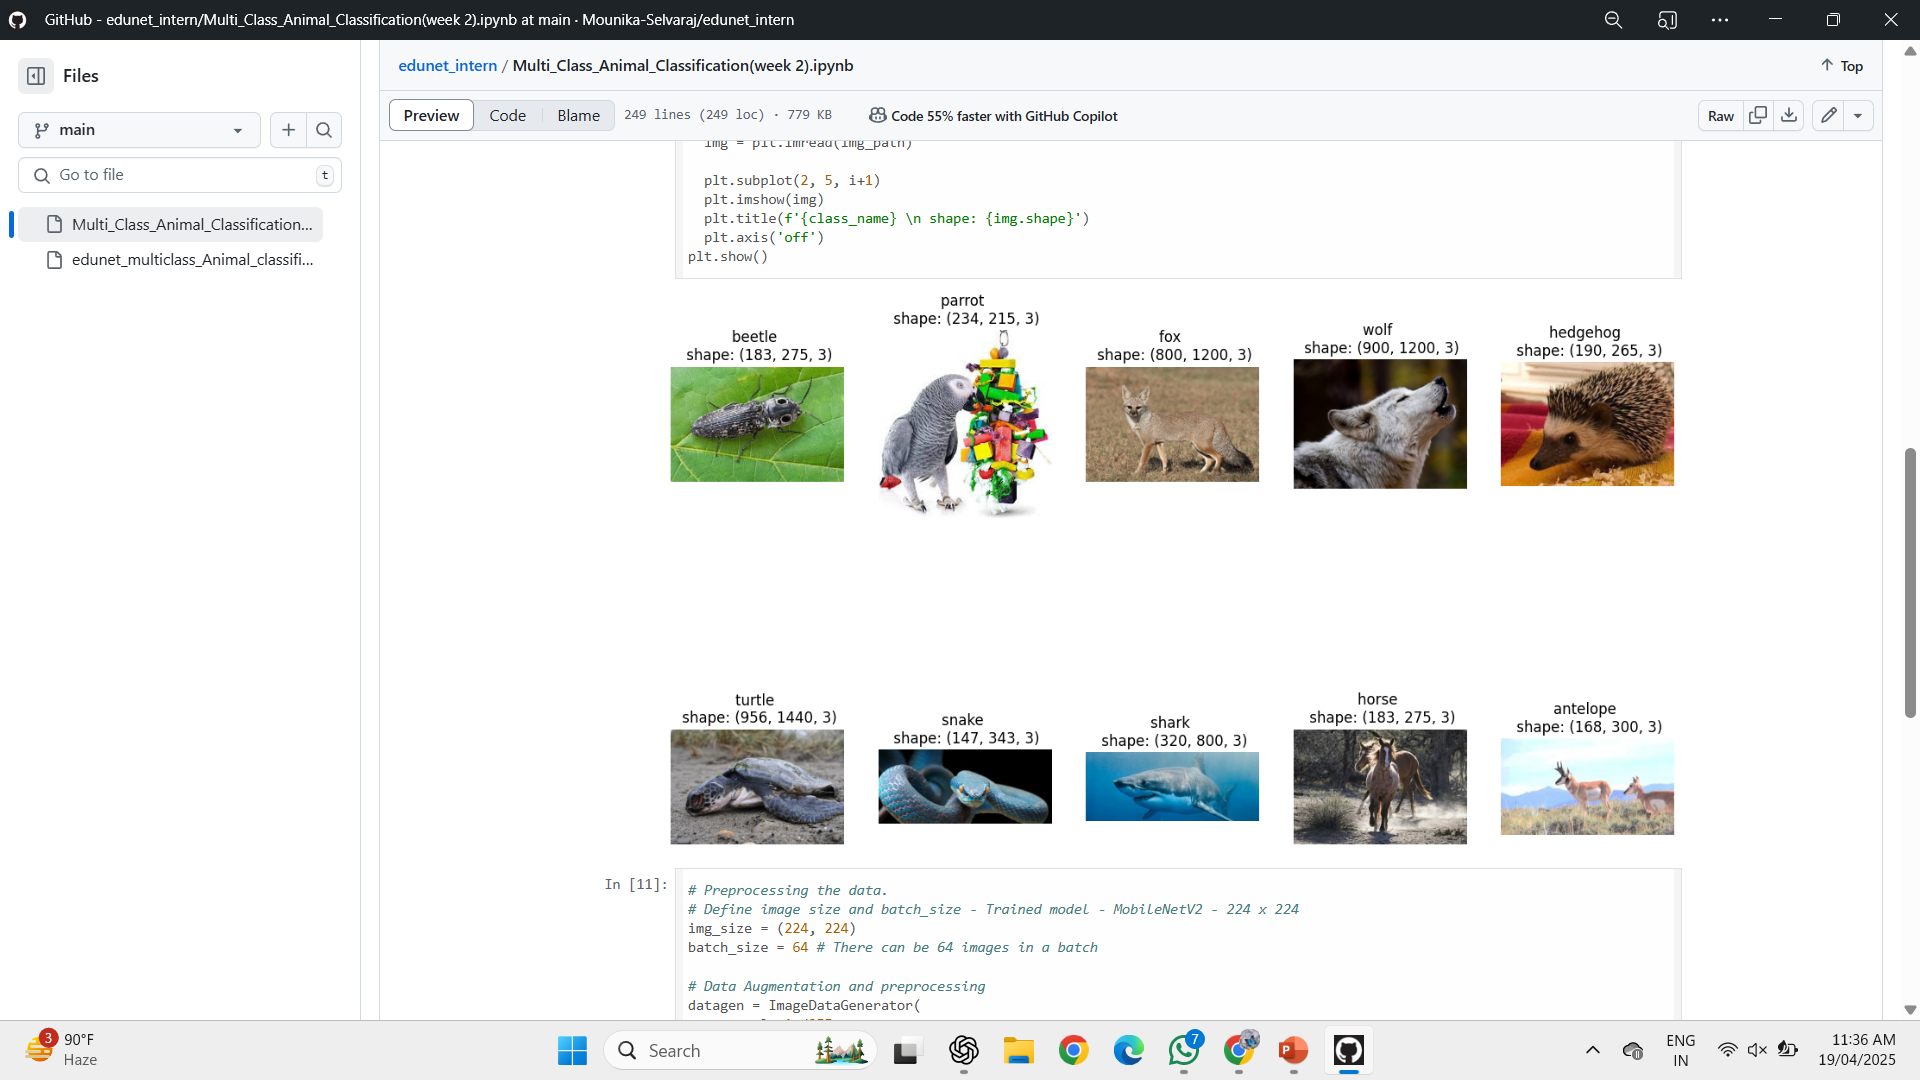 GitHub - edunet_intern/Multi_Class_Animal_Classification(week 2).ipynb at main · Mounika-Selvaraj/edunet_intern
Files
main
Go to file
t
Multi_Class_Animal_Classification...
edunet_multiclass_Animal_classifi...
edunet_intern / Multi_Class_Animal_Classification(week 2).ipynb
Top
Preview
Code
Blame
249 lines (249 loc) · 779 KB
Code 55% faster with GitHub Copilot
Raw
img = plt.imread(img_path)
plt.subplot(2, 5, i+1)
plt.imshow(img)
plt.title(f'{class_name} \n shape: {img.shape}')
plt.axis('off')
plt.show()
beetle
shape: (183, 275, 3)
parrot
shape: (234, 215, 3)
fox
shape: (800, 1200, 3)
wolf
shape: (900, 1200, 3)
hedgehog
shape: (190, 265, 3)
turtle
shape: (956, 1440, 3)
snake
shape: (147, 343, 3)
shark
shape: (320, 800, 3)
horse
shape: (183, 275, 3)
antelope
shape: (168, 300, 3)
In [11]:
# Preprocessing the data.
# Define image size and batch_size - Trained model - MobileNetV2 - 224 x 224
img_size = (224, 224)
batch_size = 64 # There can be 64 images in a batch
# Data Augmentation and preprocessing
datagen = ImageDataGenerator(
3
90°F
Haze
Search
7
P
ENG
IN
11:36 AM
19/04/2025